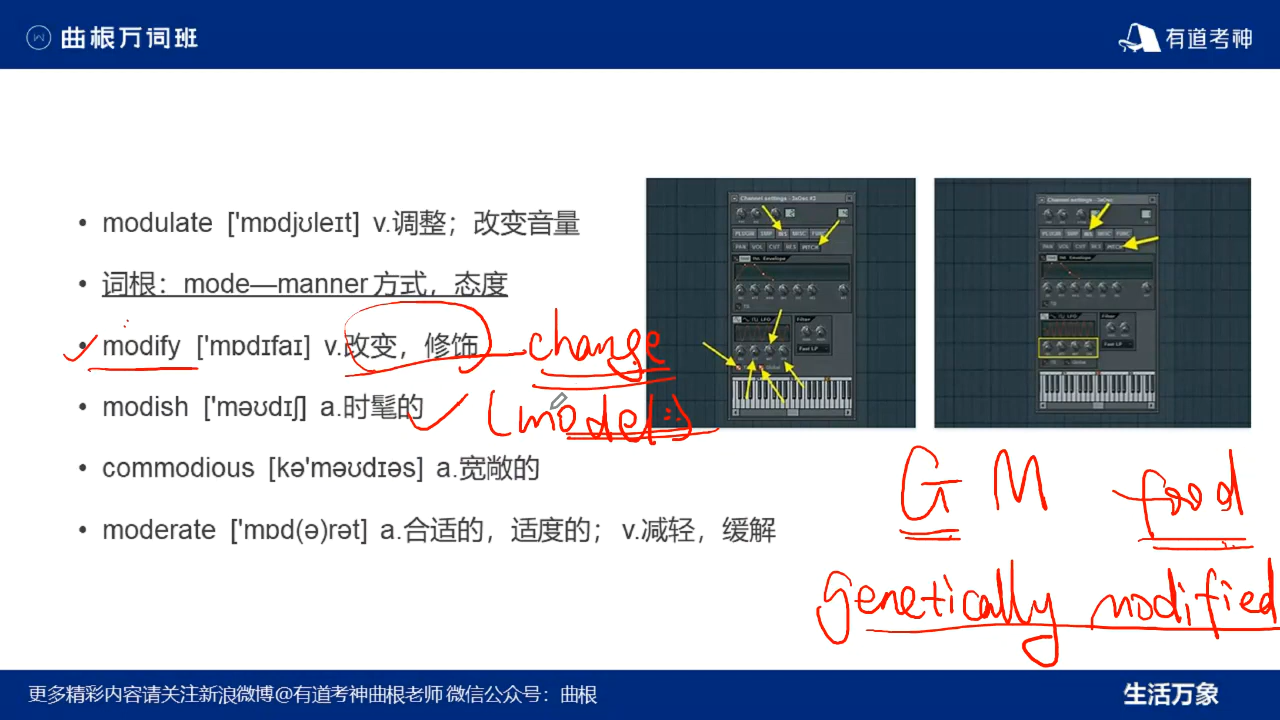 曲根万词班
有道考神
• modulate ['mɒdjʊleɪt] v.调整；改变音量
• 词根：mode—manner 方式，态度
• modify ['mɒdɪfaɪ] v.改变，修饰
change
• modish ['məʊdɪʃ] a.时髦的
(model:)
• commodious [kə'məʊdɪəs] a.宽敞的
• moderate ['mɒd(ə)rət] a.合适的，适度的； v.减轻，缓解
GM food
genetically modified
更多精彩内容请关注新浪微博@有道考神曲根老师 微信公众号：曲根
生活万象